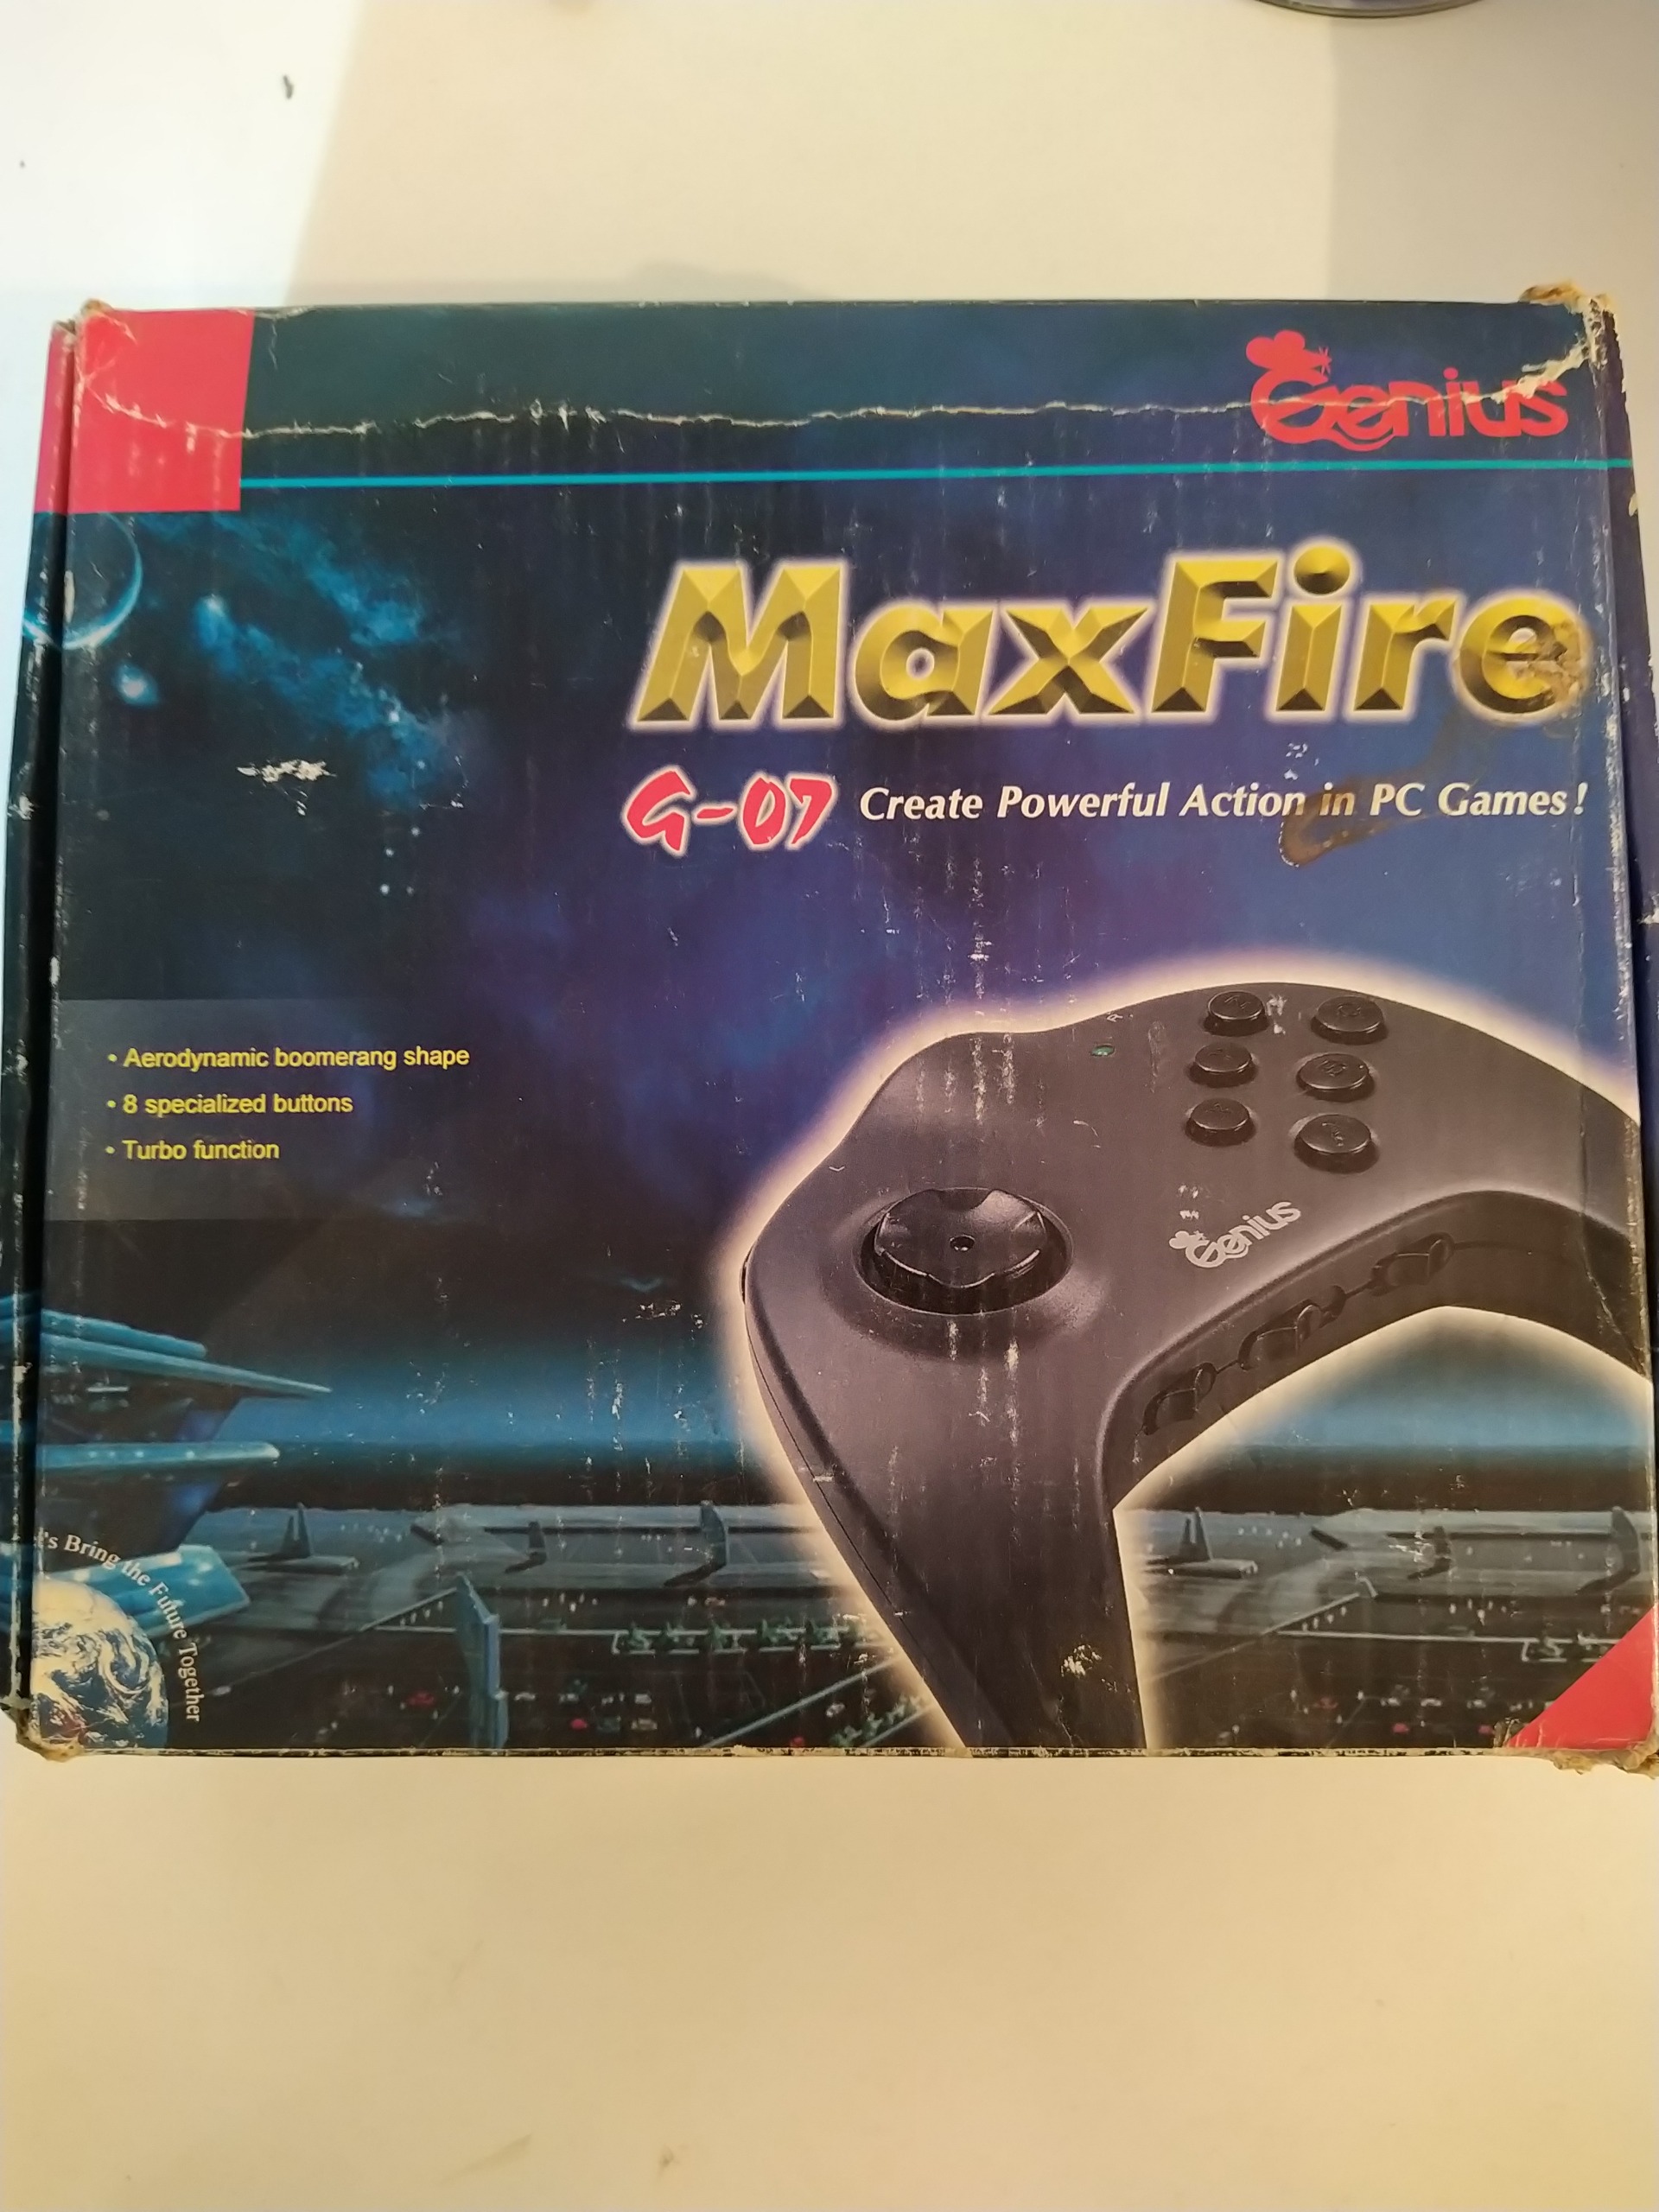 Genius
MaxFire
G-07 Create Powerful Action in PC Games!
• Aerodynamic boomerang shape
• 8 specialized buttons
• Turbo function
Genius
's Bring the Future Together